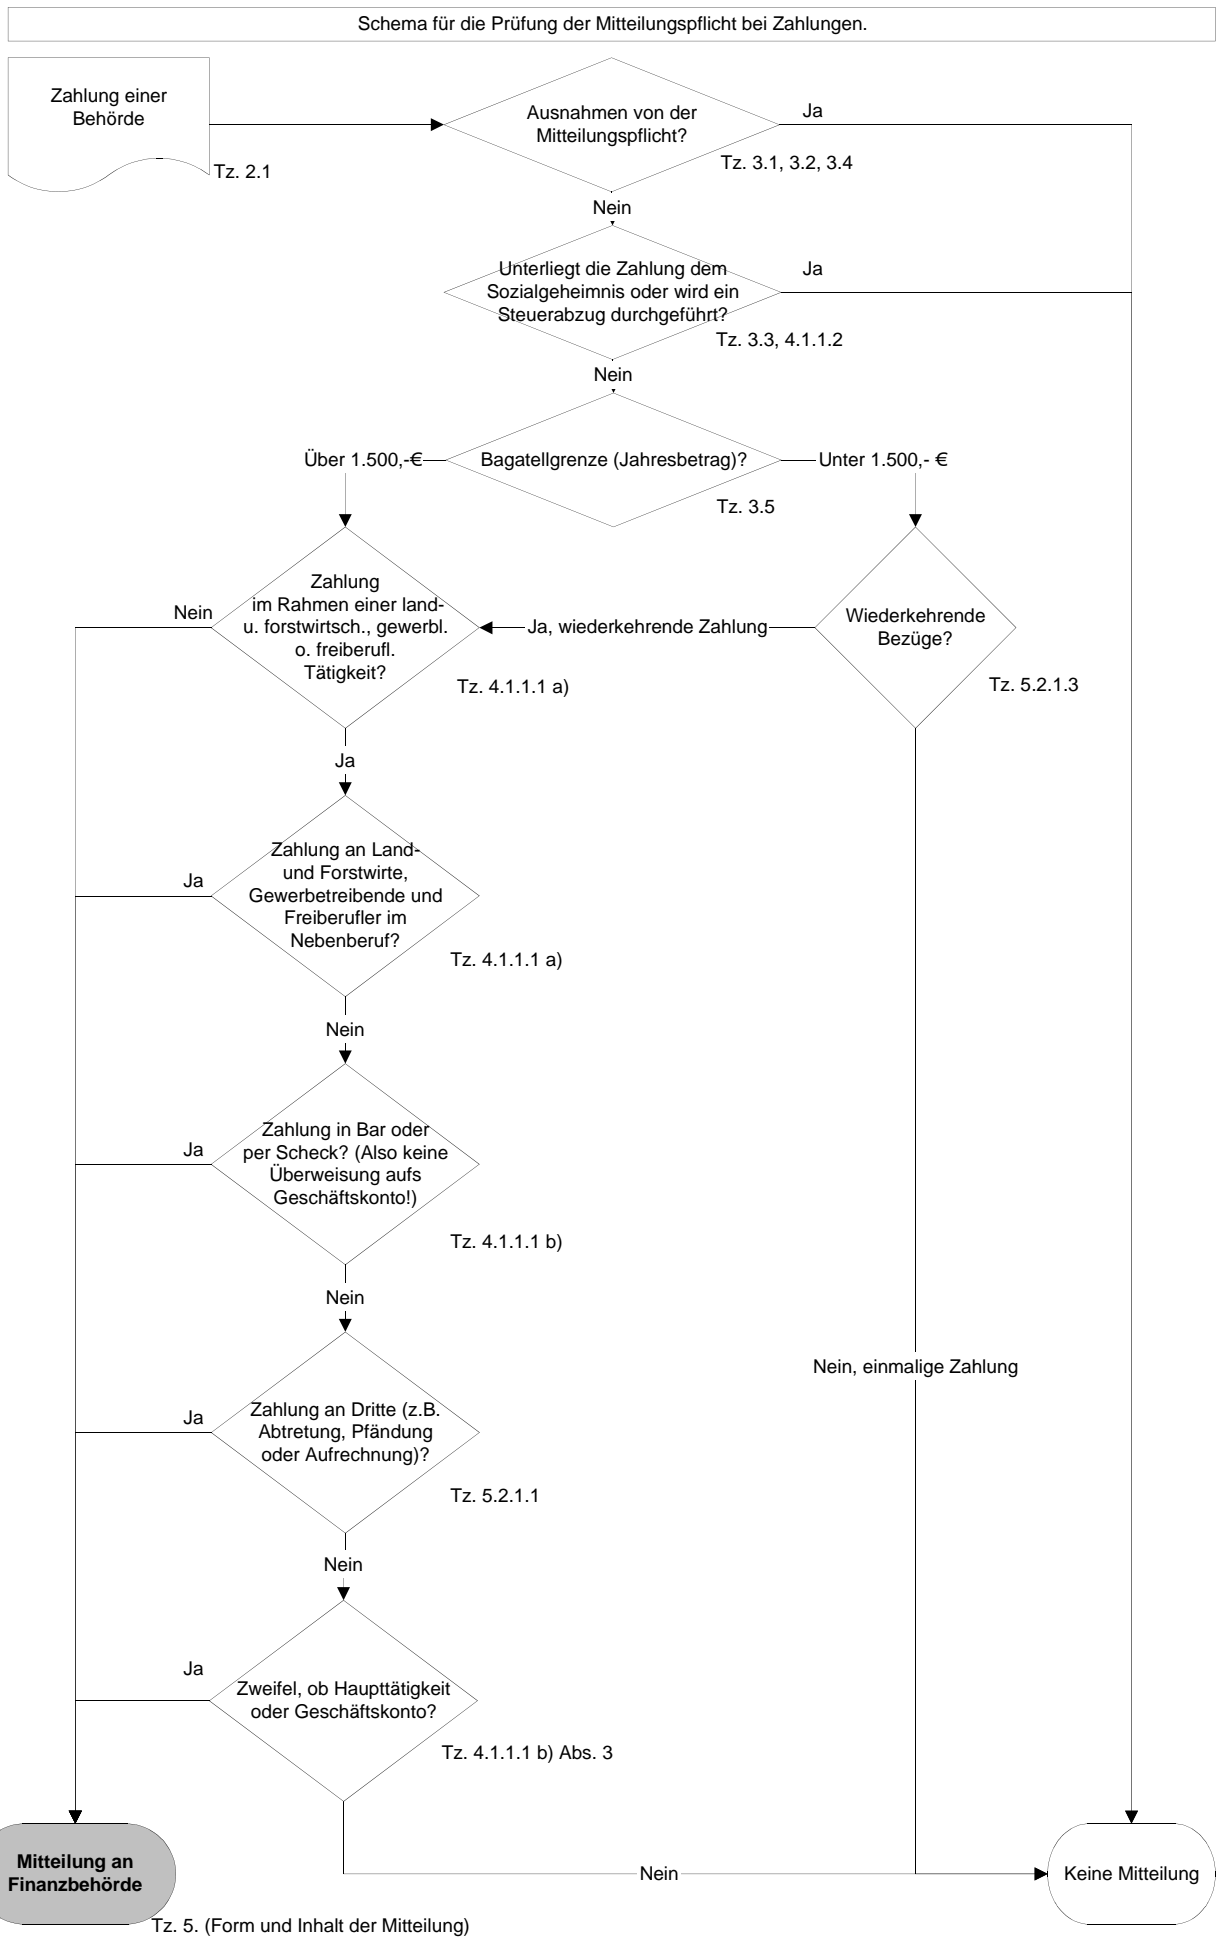 Schema für die Prüfung der Mitteilungspflicht bei Zahlungen.
Zahlung einer
Behörde
Tz. 2.1
Ausnahmen von der
Mitteilungspflicht?
Ja
Tz. 3.1, 3.2, 3.4
Nein
Unterliegt die Zahlung dem
Sozialgeheimnis oder wird ein
Steuerabzug durchgeführt?
Ja
Tz. 3.3, 4.1.1.2
Nein
Über 1.500,-€
Bagatellgrenze (Jahresbetrag)?
Unter 1.500,- €
Tz. 3.5
Zahlung
im Rahmen einer land-
u. forstwirtsch., gewerbl.
o. freiberufl.
Tätigkeit?
Nein
Ja, wiederkehrende Zahlung
Wiederkehrende
Bezüge?
Tz. 4.1.1.1 a)
Tz. 5.2.1.3
Ja
Zahlung an Land-
und Forstwirte,
Gewerbetreibende und
Freiberufler im
Nebenberuf?
Ja
Tz. 4.1.1.1 a)
Nein
Zahlung in Bar oder
per Scheck? (Also keine
Überweisung aufs
Geschäftskonto!)
Ja
Tz. 4.1.1.1 b)
Nein
Nein, einmalige Zahlung
Zahlung an Dritte (z.B.
Abtretung, Pfändung
oder Aufrechnung)?
Ja
Tz. 5.2.1.1
Nein
Ja
Zweifel, ob Haupttätigkeit
oder Geschäftskonto?
Tz. 4.1.1.1 b) Abs. 3
Mitteilung an
Finanzbehörde
Nein
Keine Mitteilung
Tz. 5. (Form und Inhalt der Mitteilung)